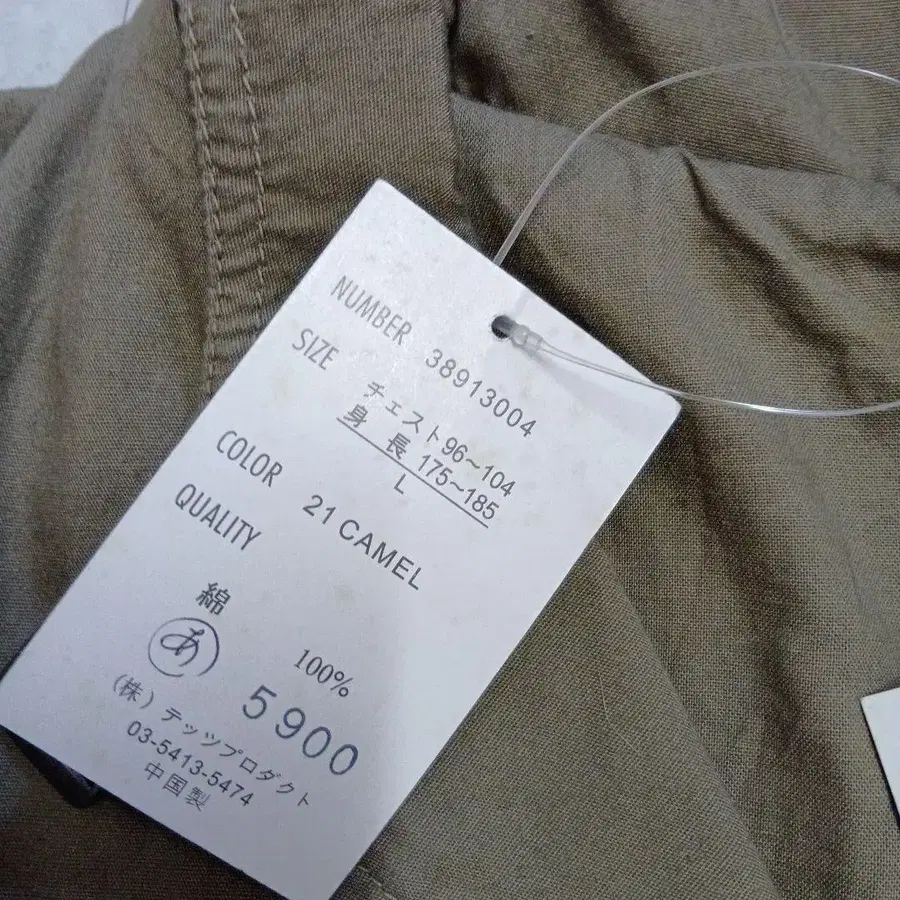 NUMBER 38913004
SIZE チェスト96~104
身 長 175~185
L
COLOR 21 CAMEL
QUALITY
綿 100%
あ 5900
(株)テッツプロダクト
03-5413-5474
中国製